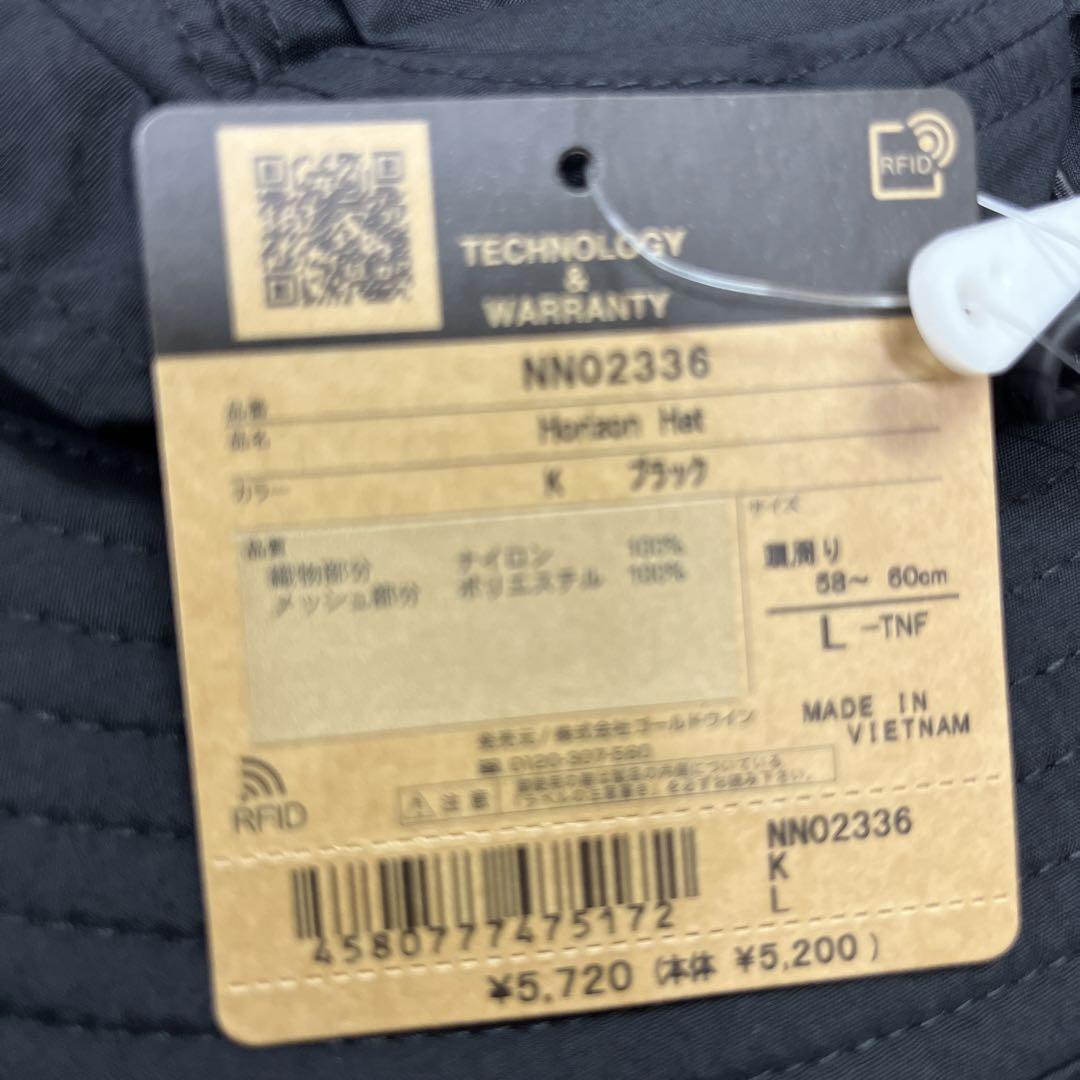 RFID
TECHNOLOGY
&
WARRANTY
NN02336
品番
品名 Horizon Hat
カラー K ブラック
サイズ
品質
織物部分 ナイロン 100%
メッシュ部分 ポリエステル 100%
頭周り
58～ 60cm
L -TNF
MADE IN
VIETNAM
発売元/株式会社ゴールドウイン
0120-307-560
注意
RFID
NN02336
K
L
4580777475172
¥5,720 (本体 ¥5,200 )